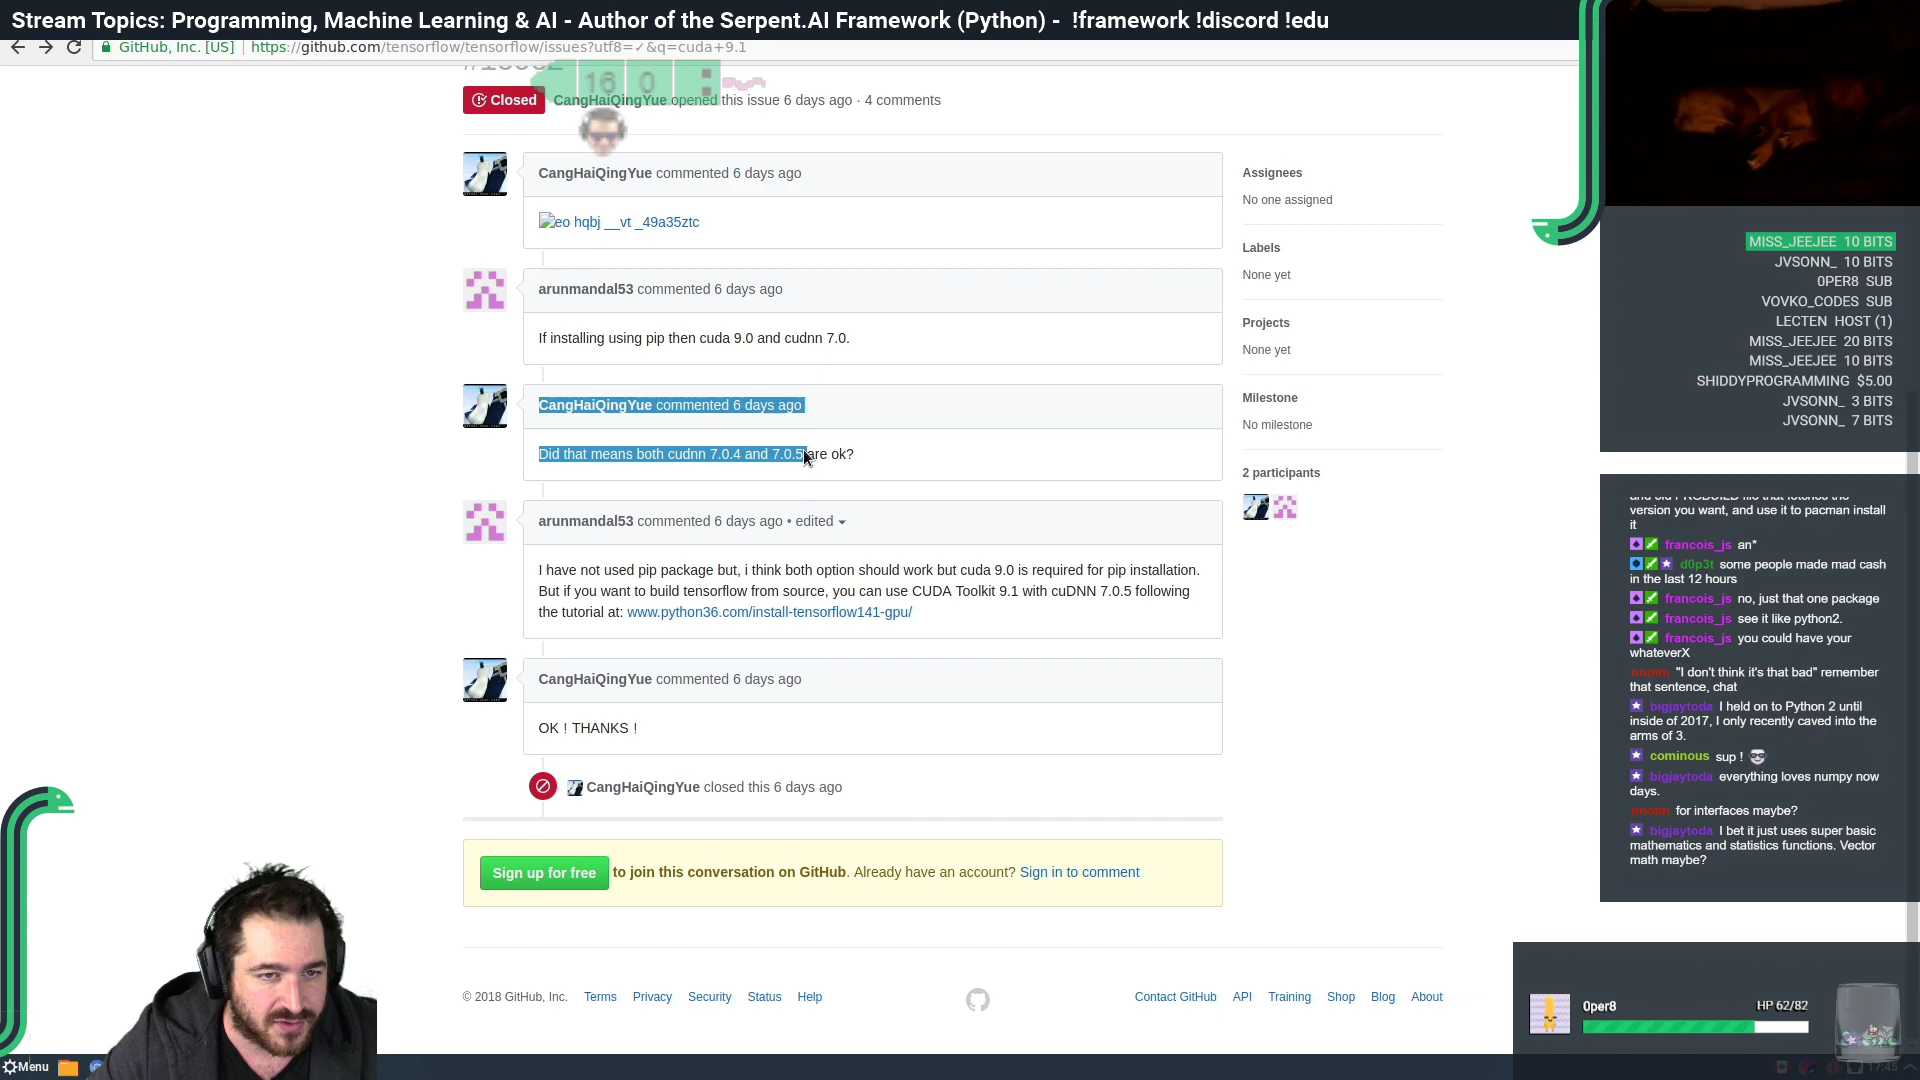 Stream Topics: Programming, Machine Learning & AI - Author of the Serpent.AI Framework (Python) - !framework !discord !edu
GitHub, Inc. [US] | https://github.com/tensorflow/tensorflow/issues?utf8=✓&q=cuda+9.1
16 0 :
Closed CangHaiQingYue opened this issue 6 days ago · 4 comments
CangHaiQingYue commented 6 days ago
eo hqbj __vt _49a35ztc
arunmandal53 commented 6 days ago
If installing using pip then cuda 9.0 and cudnn 7.0.
CangHaiQingYue commented 6 days ago
Did that means both cudnn 7.0.4 and 7.0.5 are ok?
arunmandal53 commented 6 days ago • edited
I have not used pip package but, i think both option should work but cuda 9.0 is required for pip installation.
But if you want to build tensorflow from source, you can use CUDA Toolkit 9.1 with cuDNN 7.0.5 following
the tutorial at: www.python36.com/install-tensorflow141-gpu/
CangHaiQingYue commented 6 days ago
OK ! THANKS !
CangHaiQingYue closed this 6 days ago
Sign up for free to join this conversation on GitHub. Already have an account? Sign in to comment
Assignees
No one assigned
Labels
None yet
Projects
None yet
Milestone
No milestone
2 participants
© 2018 GitHub, Inc. Terms Privacy Security Status Help
Contact GitHub API Training Shop Blog About
MISS_JEEJEE 10 BITS
JVSONN_ 10 BITS
0PER8 SUB
VOVKO_CODES SUB
LECTEN HOST (1)
MISS_JEEJEE 20 BITS
MISS_JEEJEE 10 BITS
SHIDDYPROGRAMMING $5.00
JVSONN_ 3 BITS
JVSONN_ 7 BITS
version you want, and use it to pacman install
it
francois_js an*
d0p3t some people made mad cash
in the last 12 hours
francois_js no, just that one package
francois_js see it like python2.
francois_js you could have your
whateverX
nnotm "I don't think it's that bad" remember
that sentence, chat
bigjaytoda I held on to Python 2 until
inside of 2017, I only recently caved into the
arms of 3.
cominous sup !
bigjaytoda everything loves numpy now
days.
nnotm for interfaces maybe?
bigjaytoda I bet it just uses super basic
mathematics and statistics functions. Vector
math maybe?
0per8 HP 62/82
Menu
17:45